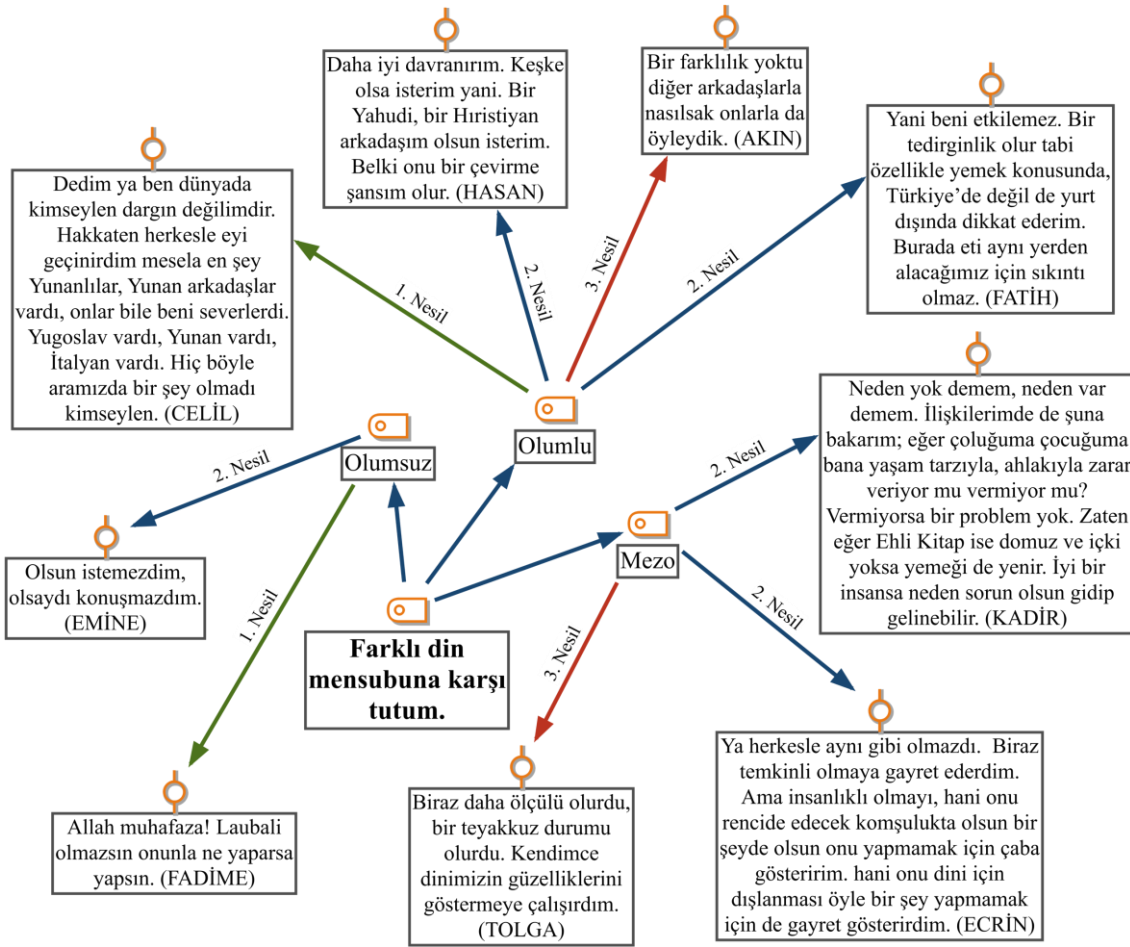 Daha iyi davranırım. Keşke
olsa isterim yani. Bir
Yahudi, bir Hıristiyan
arkadaşım olsun isterim.
Belki onu bir çevirme
şansım olur. (HASAN)
Bir farklılık yoktu
diğer arkadaşlarla
nasılsak onlarla da
öyleydik. (AKIN)
Yani beni etkilemez. Bir
tedirginlik olur tabi
özellikle yemek konusunda,
Türkiye’de değil de yurt
dışında dikkat ederim.
Burada eti aynı yerden
alacağımız için sıkıntı
olmaz. (FATİH)
Dedim ya ben dünyada
kimseylen dargın değilimdir.
Hakkaten herkesle eyi
geçinirdim mesela en şey
Yunanlılar, Yunan arkadaşlar
vardı, onlar bile beni severlerdi.
Yugoslav vardı, Yunan vardı,
İtalyan vardı. Hiç böyle
aramızda bir şey olmadı
kimseylen. (CELİL)
1. Nesil
2. Nesil
3. Nesil
2. Nesil
Olumlu
Olumsuz
2. Nesil
1. Nesil
Neden yok demem, neden var
demem. İlişkilerimde de şuna
bakarım; eğer çoluğuma çocuğuma
bana yaşam tarzıyla, ahlakıyla zarar
veriyor mu vermiyor mu?
Vermiyorsa bir problem yok. Zaten
eğer Ehli Kitap ise domuz ve içki
yoksa yemeği de yenir. İyi bir
insansa neden sorun olsun gidip
gelinebilir. (KADİR)
2. Nesil
Mezo
2. Nesil
3. Nesil
Olsun istemezdim,
olsaydı konuşmazdım.
(EMİNE)
Farklı din
mensubuna karşı
tutum.
Allah muhafaza! Laubali
olmazsın onunla ne yaparsa
yapsın. (FADİME)
Biraz daha ölçülü olurdu,
bir teyakkuz durumu
olurdu. Kendimce
dinimizin güzelliklerini
göstermeye çalışırdım.
(TOLGA)
Ya herkesle aynı gibi olmazdı. Biraz
temkinli olmaya gayret ederdim.
Ama insanlıklı olmayı, hani onu
rencide edecek komşulukta olsun bir
şeyde olsun onu yapmamak için çaba
gösteririm. hani onu dini için
dışlanması öyle bir şey yapmamak
için de gayret gösterirdim. (ECRİN)